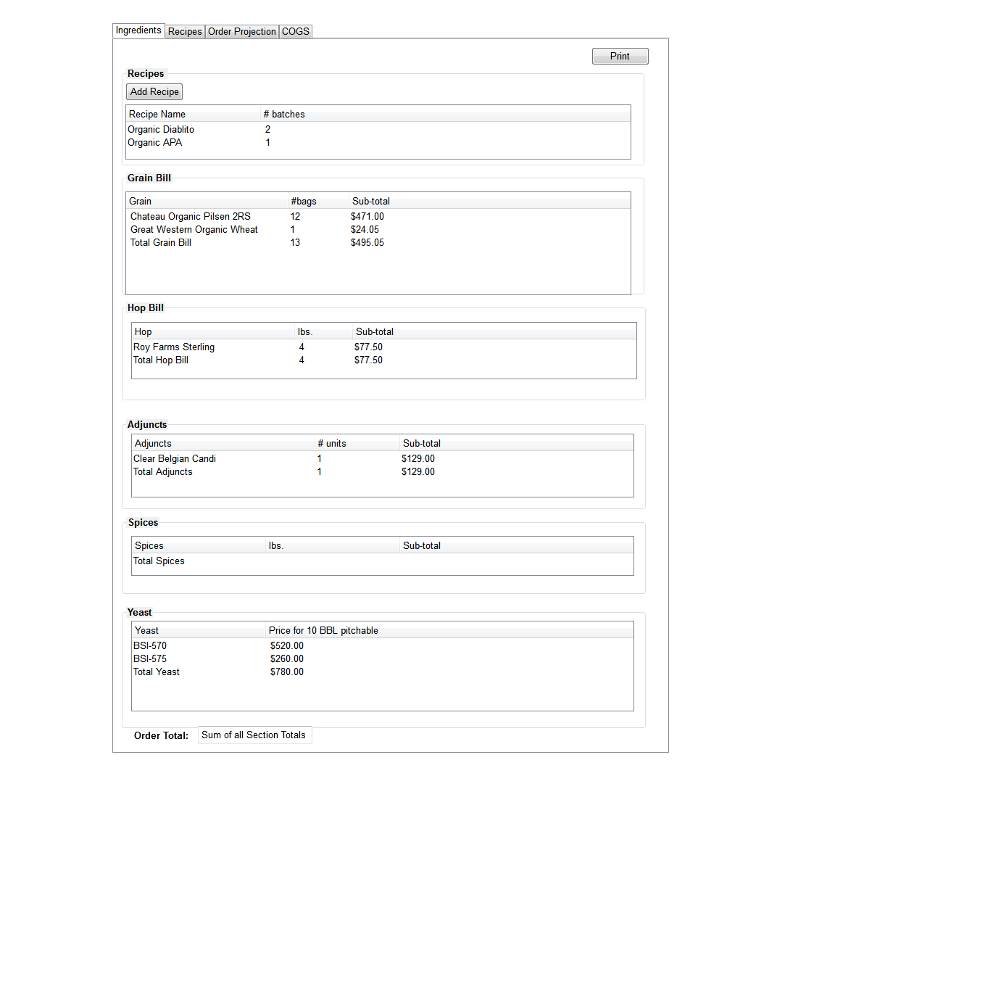 Ingredients Recipes Order Projection COGS
Print
Recipes
Add Recipe
Recipe Name # batches
Organic Diablito 2
Organic APA 1
Grain Bill
Grain #bags Sub-total
Chateau Organic Pilsen 2RS 12 $471.00
Great Western Organic Wheat 1 $24.05
Total Grain Bill 13 $495.05
Hop Bill
Hop lbs. Sub-total
Roy Farms Sterling 4 $77.50
Total Hop Bill 4 $77.50
Adjuncts
Adjuncts # units Sub-total
Clear Belgian Candi 1 $129.00
Total Adjuncts 1 $129.00
Spices
Spices lbs. Sub-total
Total Spices
Yeast
Yeast Price for 10 BBL pitchable
BSI-570 $520.00
BSI-575 $260.00
Total Yeast $780.00
Order Total: Sum of all Section Totals